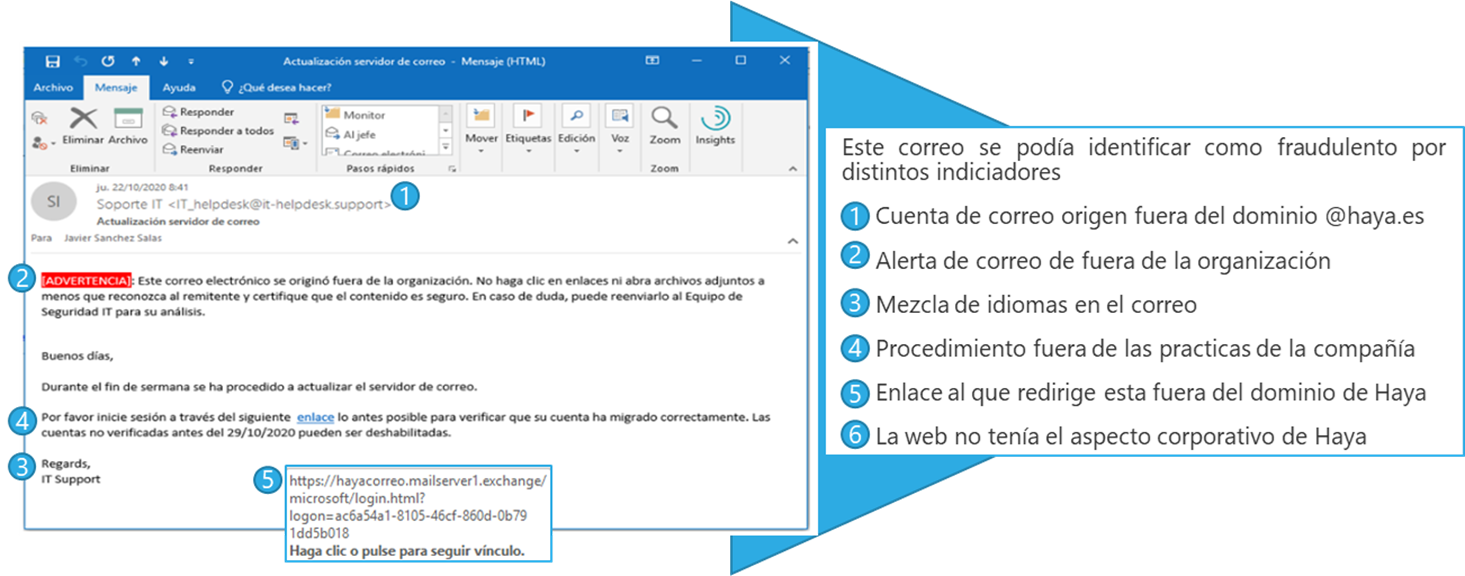 Actualización servidor de correo - Mensaje (HTML)
Archivo Mensaje Ayuda ¿Qué desea hacer?
Eliminar Archivo
Eliminar
Responder
Responder a todos
Reenviar
Responder
Monitor
Al jefe
Correo electróni
Pasos rápidos
Mover Etiquetas Edición Voz Zoom Insights
Zoom
SI
ju. 22/10/2020 8:41
Soporte IT <IT_helpdesk@it-helpdesk.support>
1
Actualización servidor de correo
Para Javier Sanchez Salas
2
[ADVERTENCIA]: Este correo electrónico se originó fuera de la organización. No haga clic en enlaces ni abra archivos adjuntos a
menos que reconozca al remitente y certifique que el contenido es seguro. En caso de duda, puede reenviarlo al Equipo de
Seguridad IT para su análisis.
Buenos días,
Durante el fin de sermana se ha procedido a actualizar el servidor de correo.
4
Por favor inicie sesión a través del siguiente enlace lo antes posible para verificar que su cuenta ha migrado correctamente. Las
cuentas no verificadas antes del 29/10/2020 pueden ser deshabilitadas.
3
Regards,
IT Support
5
https://hayacorreo.mailserver1.exchange/
microsoft/login.html?
logon=ac6a54a1-8105-46cf-860d-0b79
1dd5b018
Haga clic o pulse para seguir vínculo.
Este correo se podía identificar como fraudulento por
distintos indiciadores
1 Cuenta de correo origen fuera del dominio @haya.es
2 Alerta de correo de fuera de la organización
3 Mezcla de idiomas en el correo
4 Procedimiento fuera de las practicas de la compañía
5 Enlace al que redirige esta fuera del dominio de Haya
6 La web no tenía el aspecto corporativo de Haya